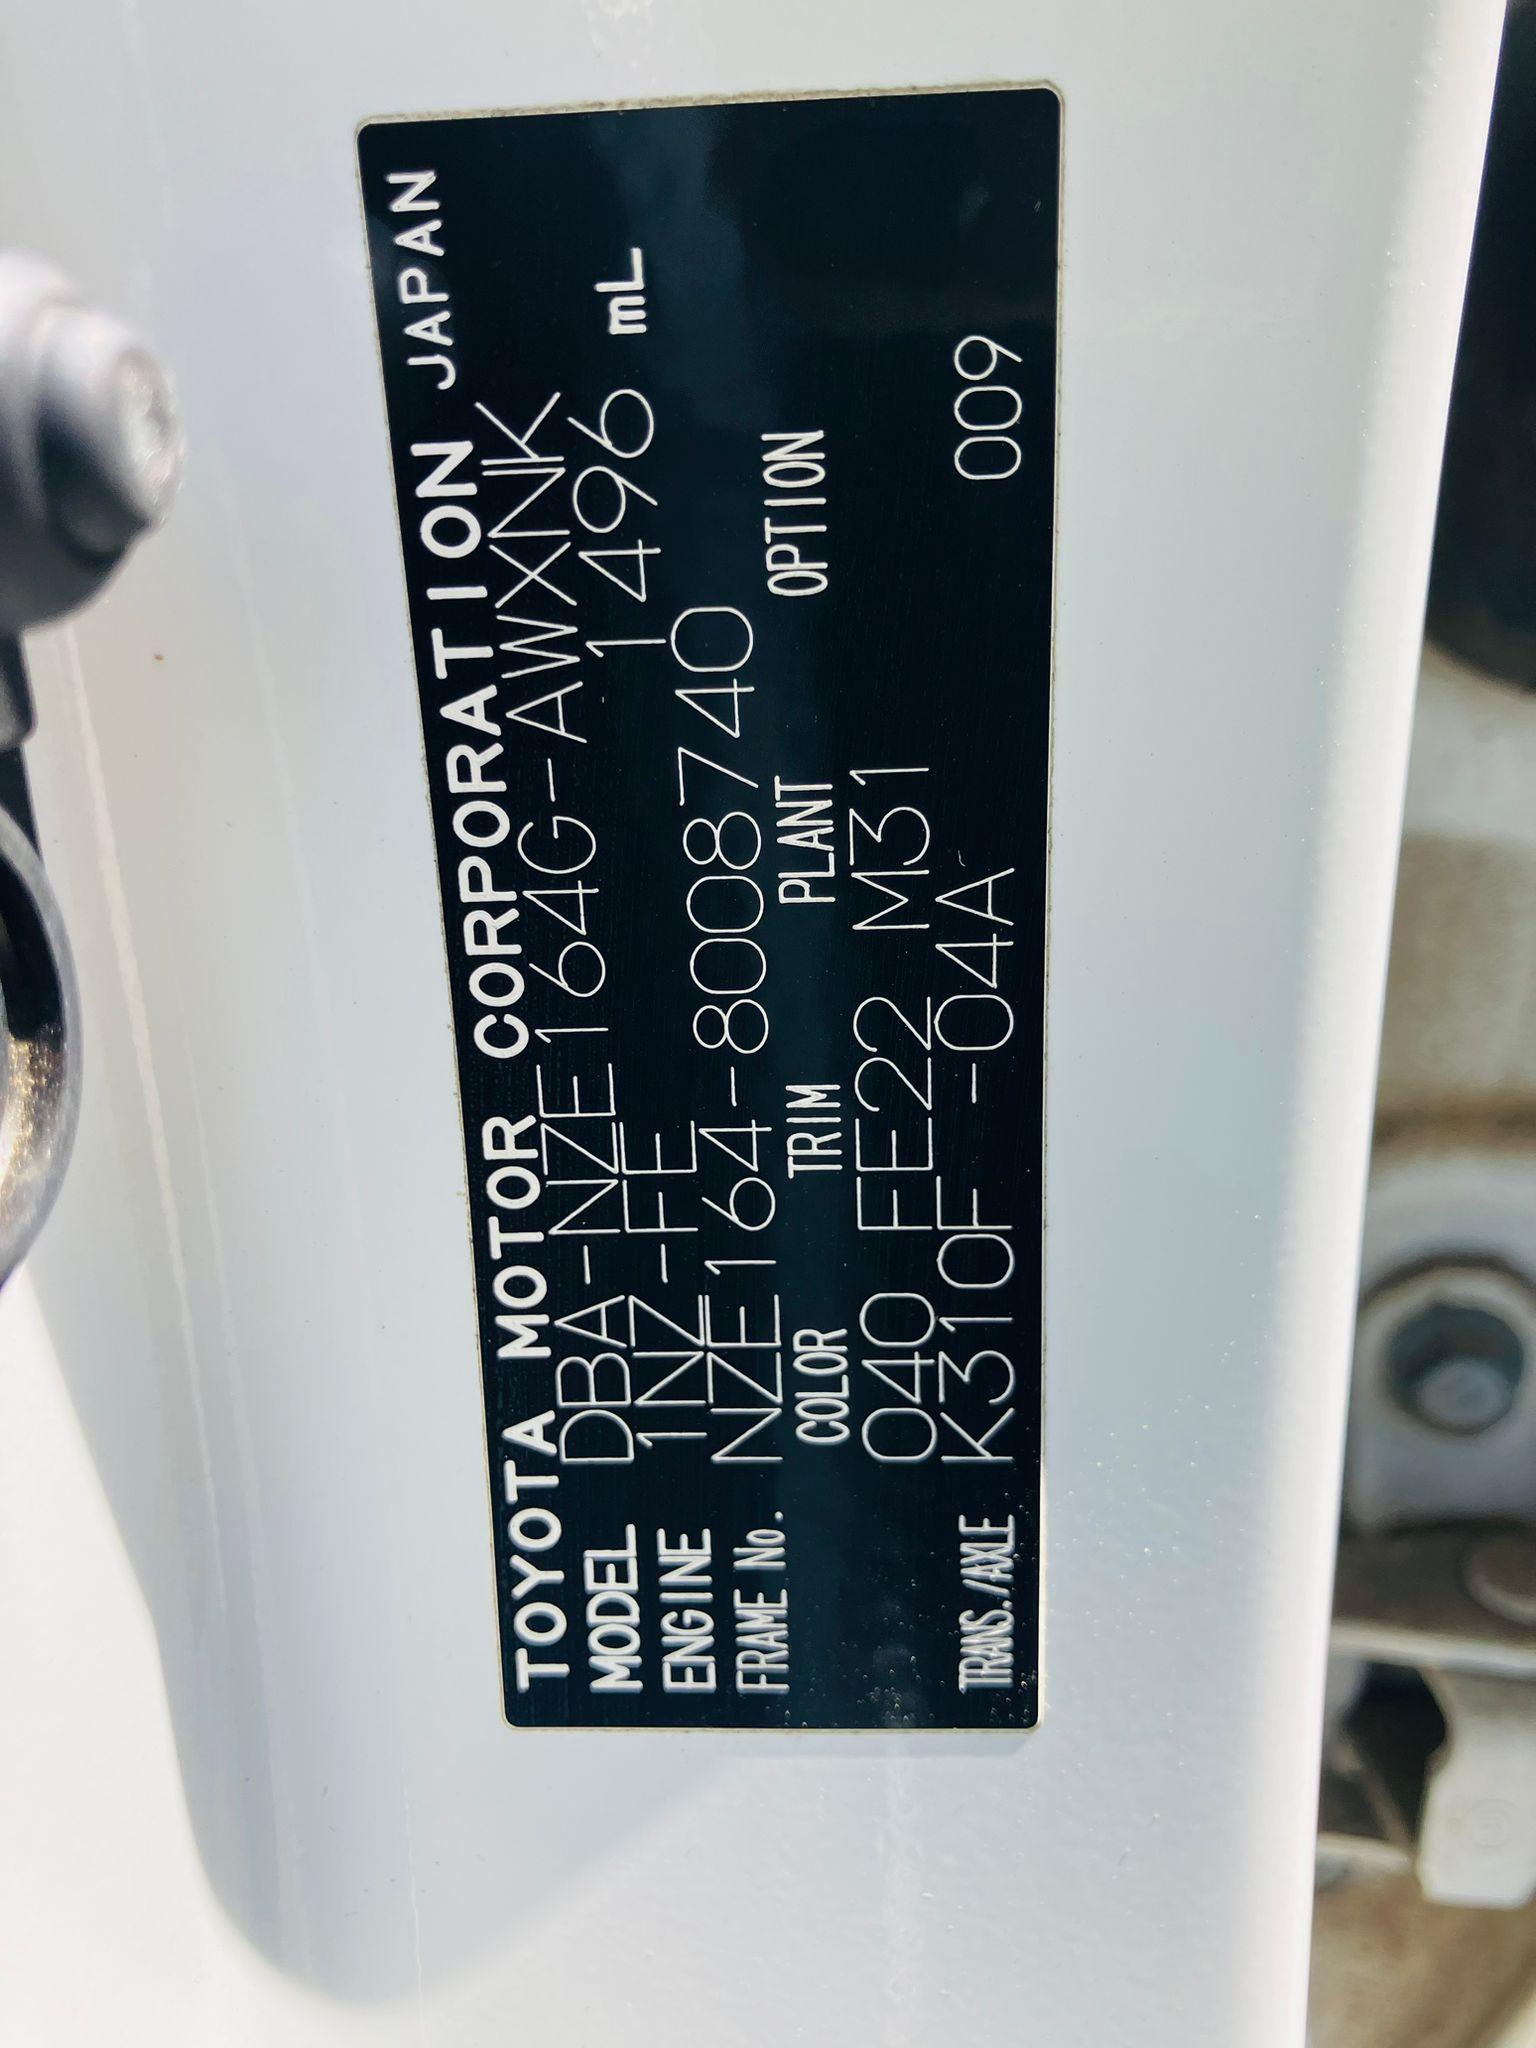 TOYOTA MOTOR CORPORATION JAPAN
MODEL DBA-NZE164G-AWXNK
ENGINE 1NZ-FE 1496 mL
FRAME No. NZE164-8008740
COLOR TRIM PLANT OPTION
040 FE22 M31
TRANS./AXLE K310F -04A 009